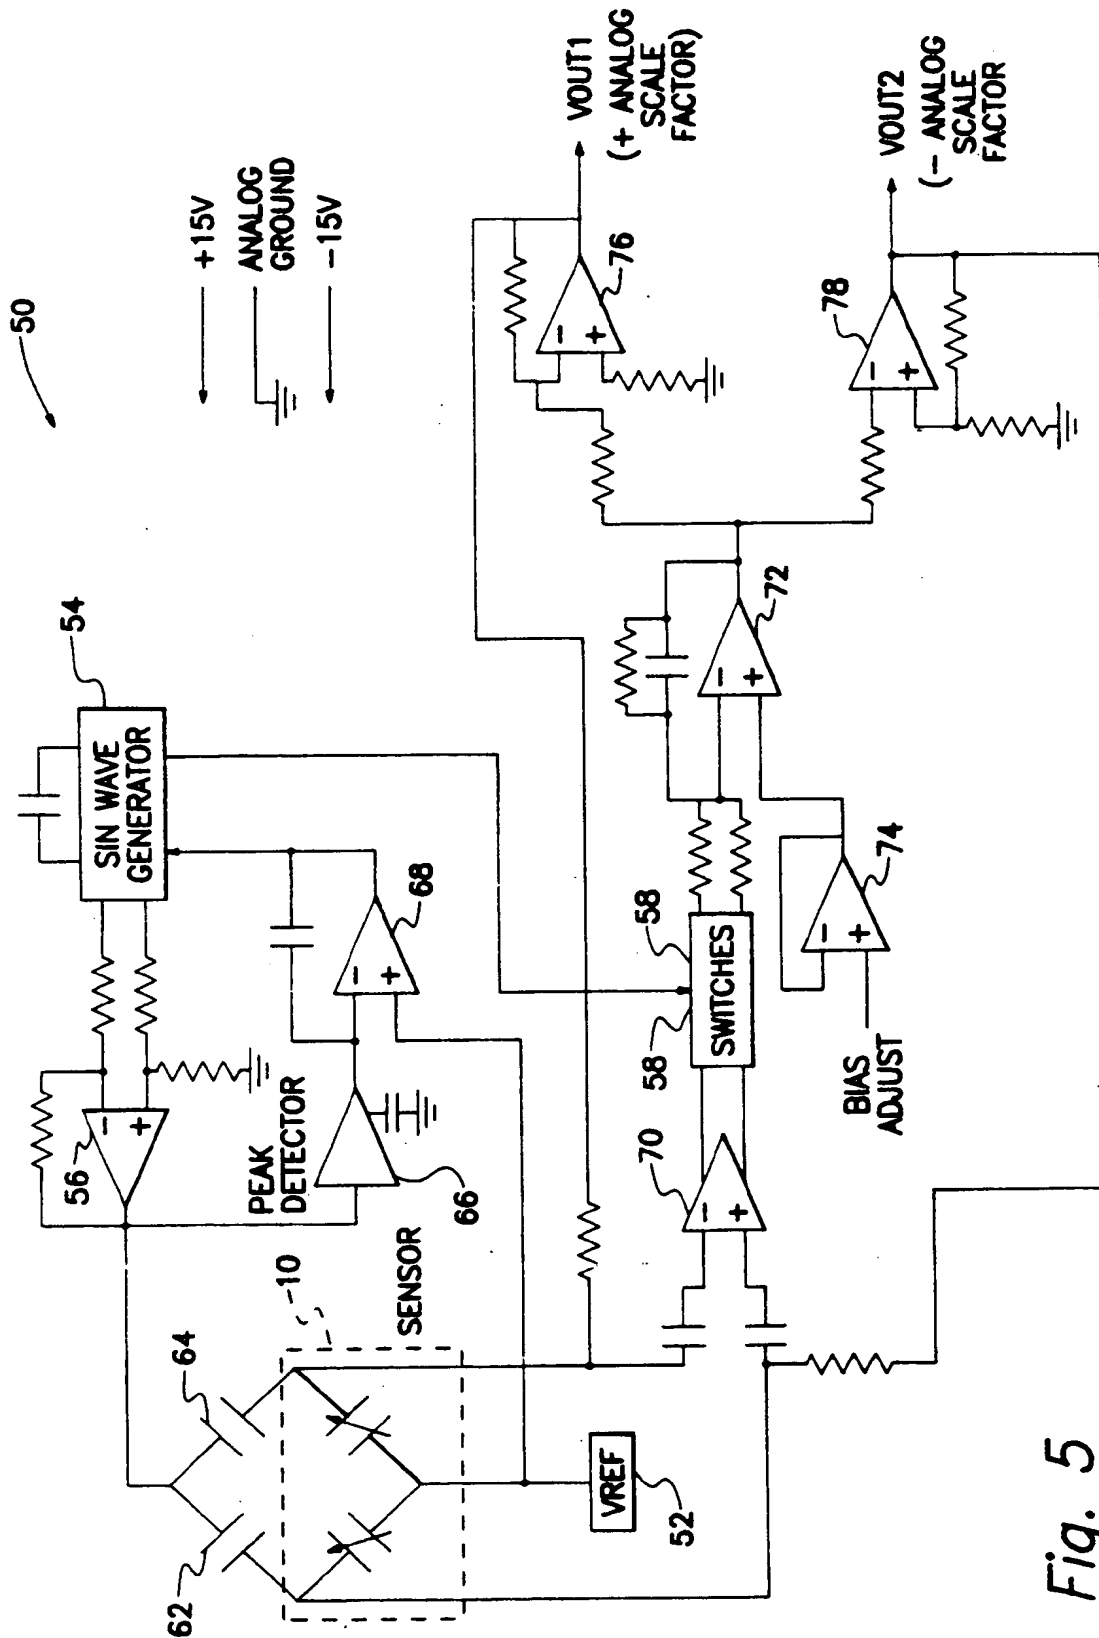 50
+15V
ANALOG
GROUND
−15V
54
SIN WAVE
GENERATOR
56
−
+
PEAK
DETECTOR
66
68
−
+
64
62
10
SENSOR
VREF
52
70
−
+
58
58
SWITCHES
BIAS
ADJUST
74
−
+
72
−
+
76
−
+
VOUT1
(+ ANALOG
SCALE
FACTOR)
78
−
+
VOUT2
(− ANALOG
SCALE
FACTOR
Fig. 5